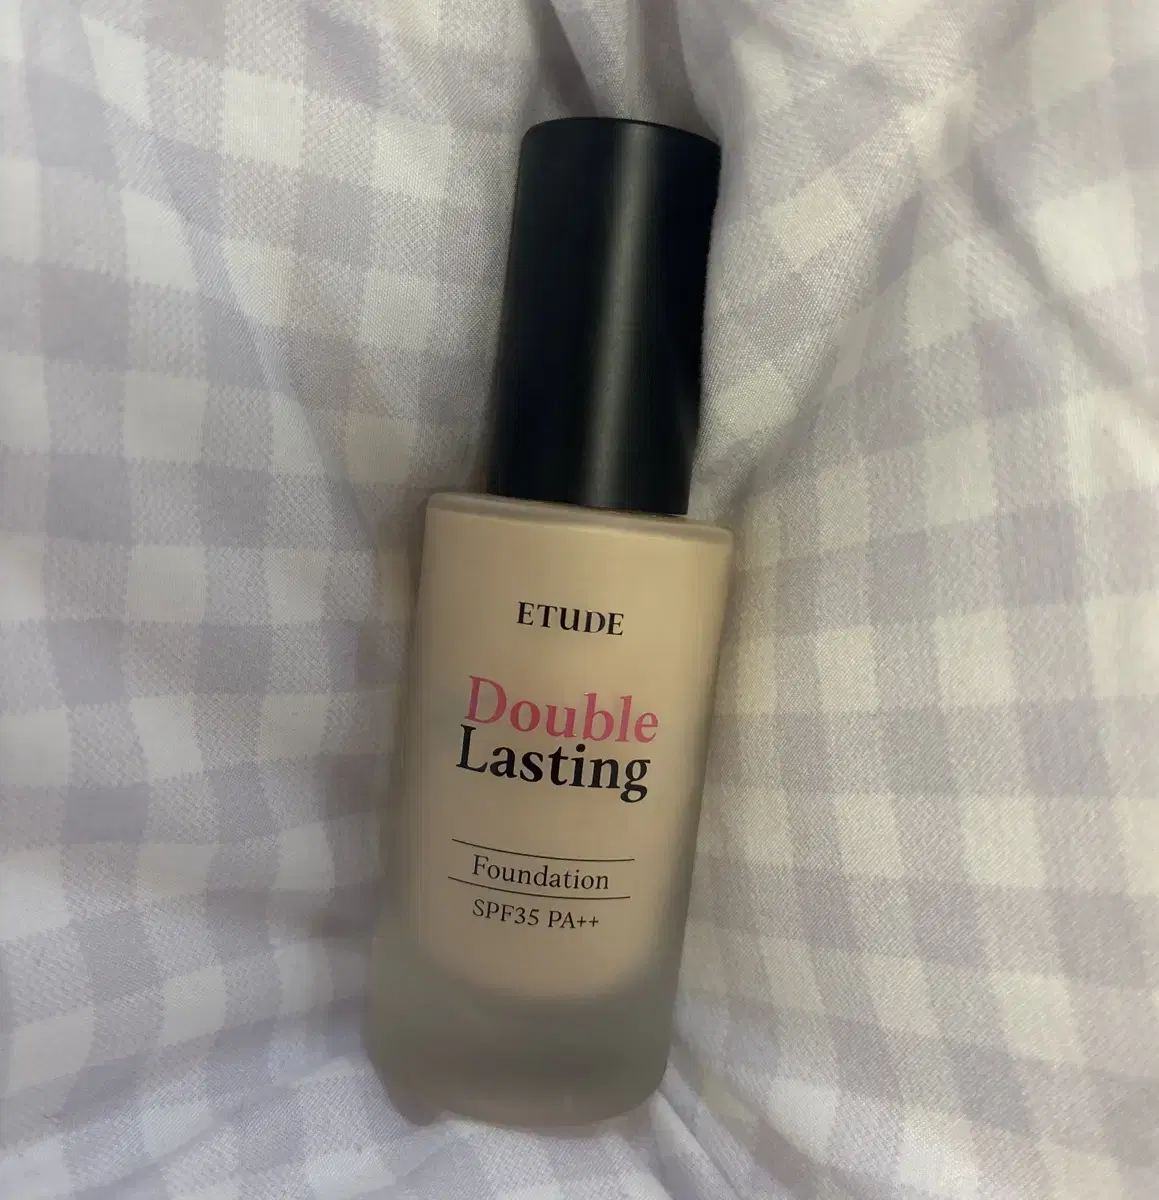 ETUDE
Double
Lasting
Foundation
SPF35 PA++